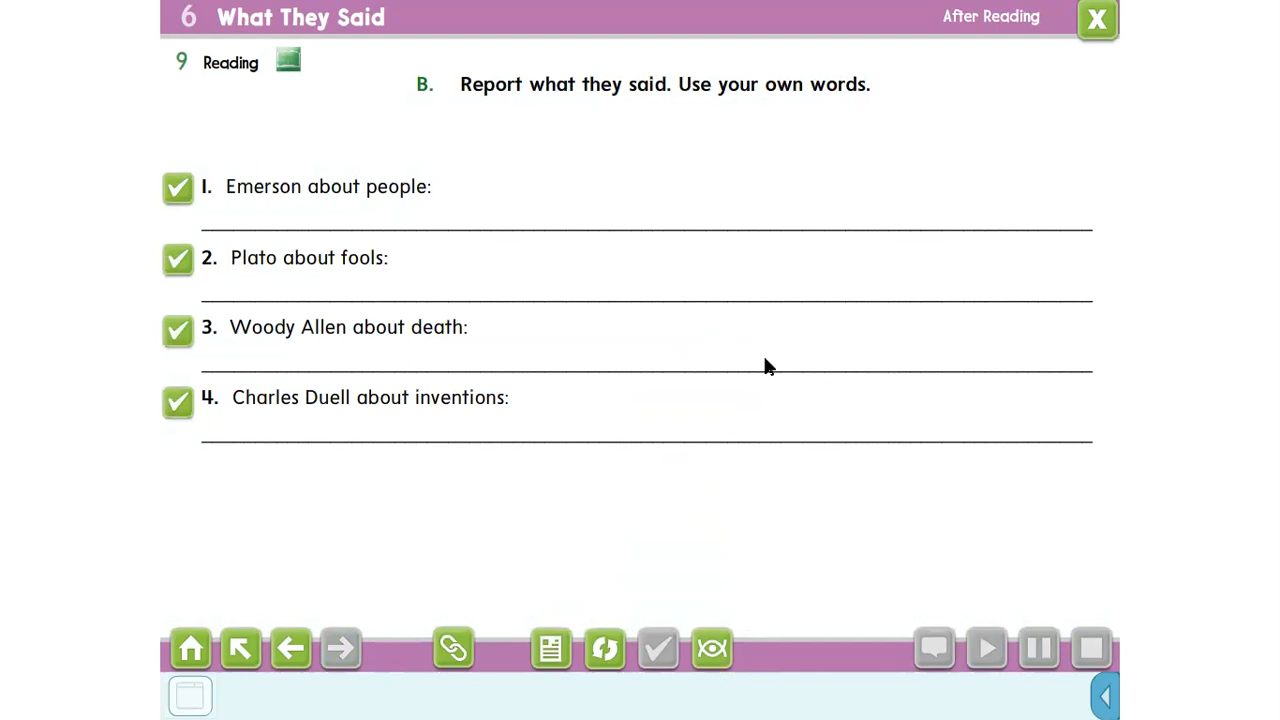 6 What They Said
After Reading
X
9 Reading
B. Report what they said. Use your own words.
1. Emerson about people:
2. Plato about fools:
3. Woody Allen about death:
4. Charles Duell about inventions: